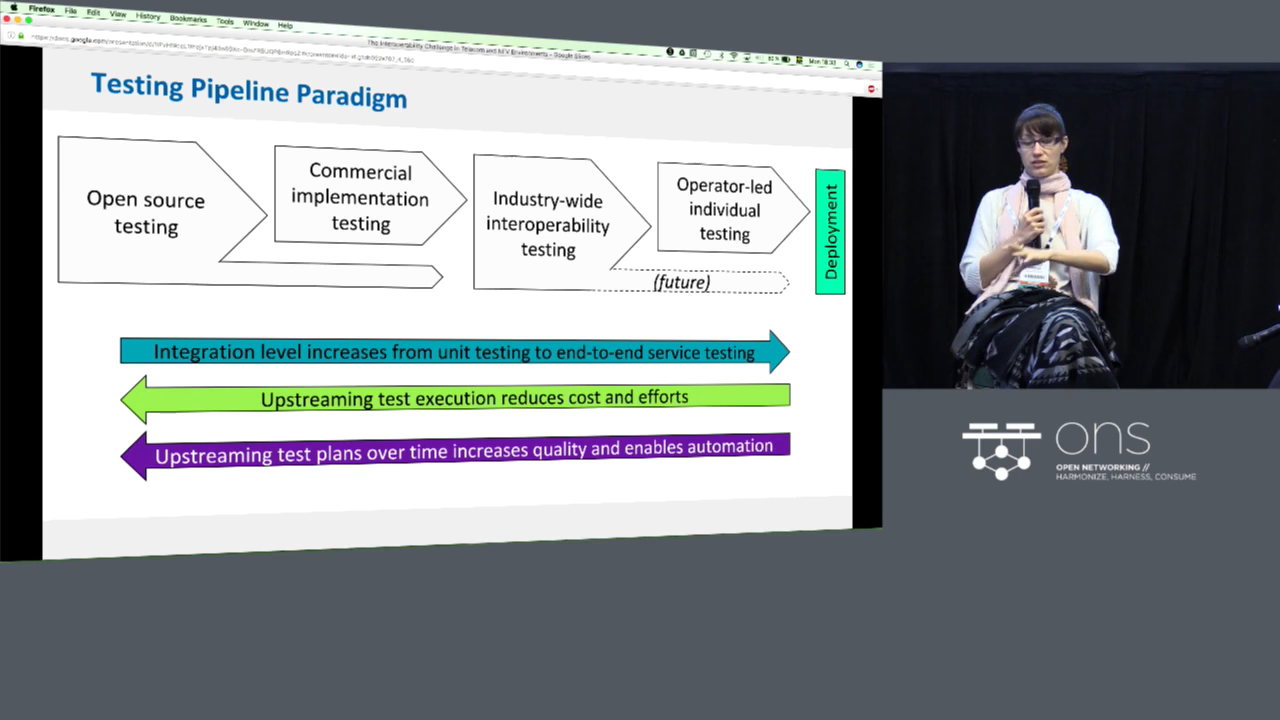 Firefox File Edit View History Bookmarks Tools Window Help
Mon 18:30
The Interoperability Challenge in Telecom and NFV Environments - Google Slides
Testing Pipeline Paradigm
Open source
testing
Commercial
implementation
testing
Industry-wide
interoperability
testing
Operator-led
individual
testing
(future)
Deployment
Integration level increases from unit testing to end-to-end service testing
Upstreaming test execution reduces cost and efforts
Upstreaming test plans over time increases quality and enables automation
ons
OPEN NETWORKING //
HARMONIZE, HARNESS, CONSUME